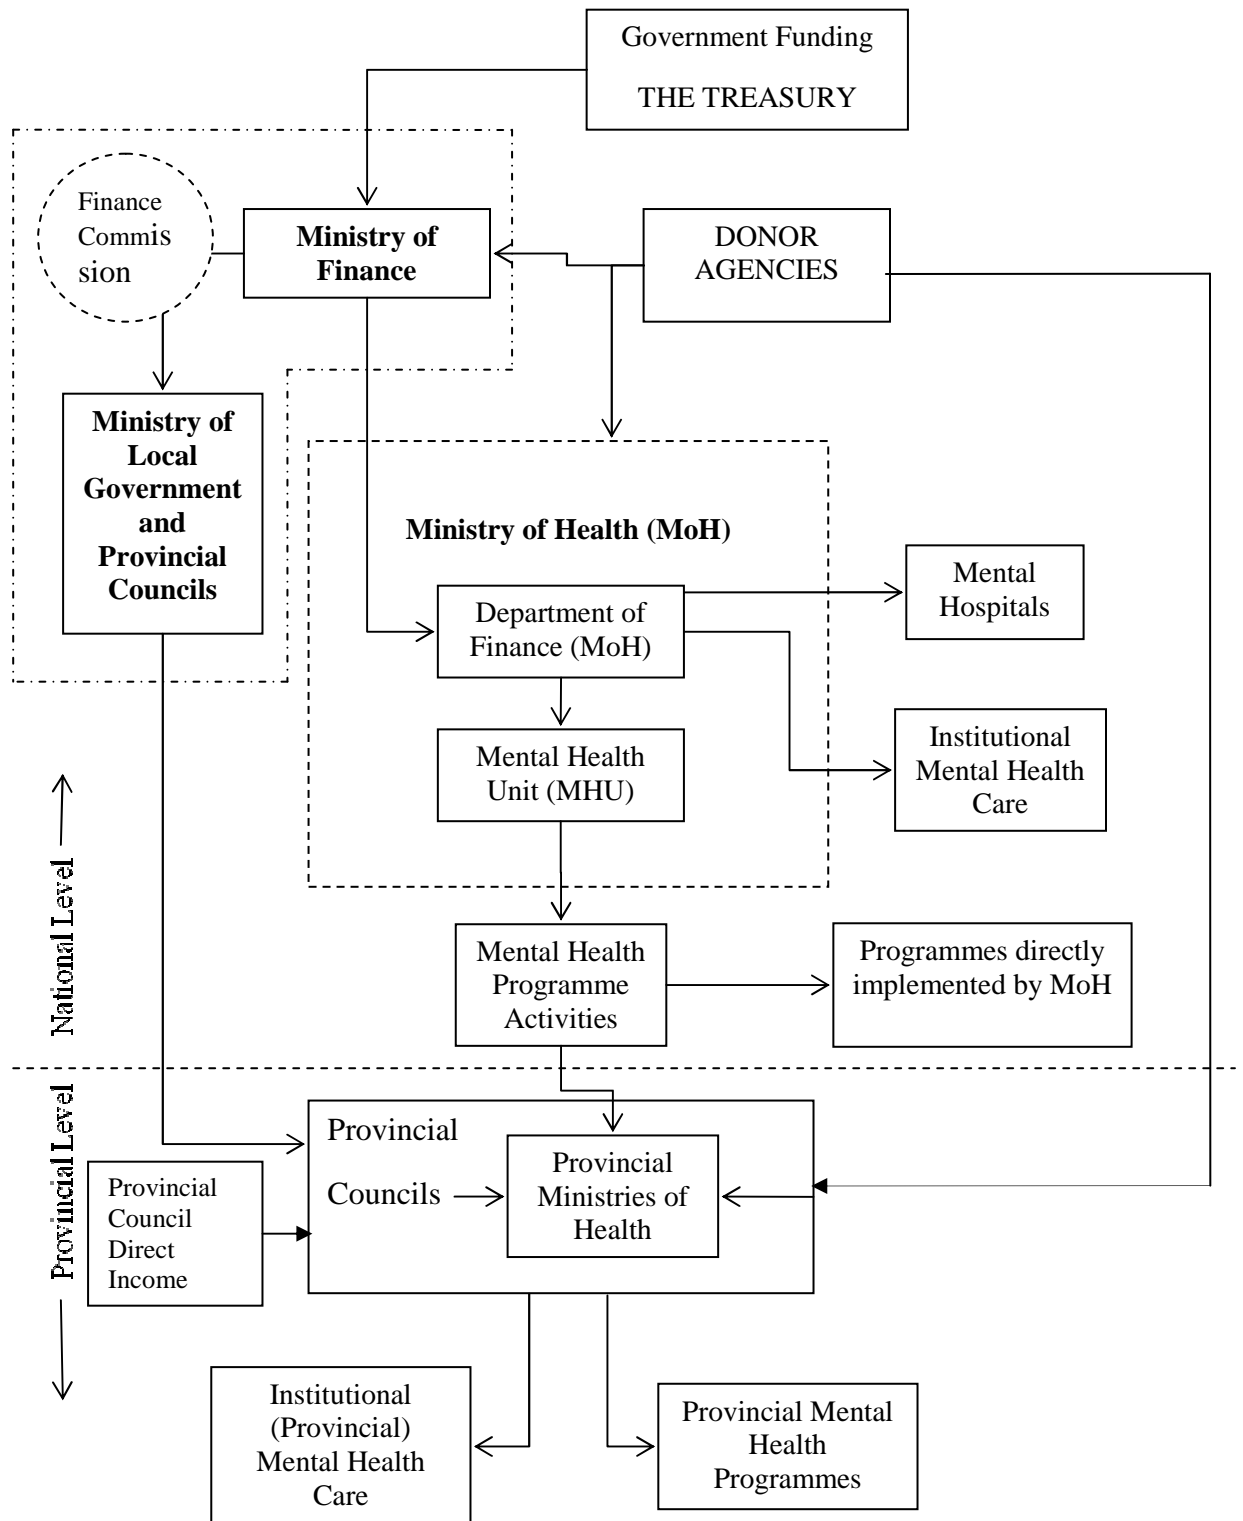 Government Funding
THE TREASURY
Finance
Commis
sion
Ministry of
Finance
DONOR
AGENCIES
Ministry of
Local
Government
and
Provincial
Councils
Ministry of Health (MoH)
Department of
Finance (MoH)
Mental
Hospitals
Mental Health
Unit (MHU)
Institutional
Mental Health
Care
National Level
Mental Health
Programme
Activities
Programmes directly
implemented by MoH
Provincial Level
Provincial
Councils
Provincial
Ministries of
Health
Provincial
Council
Direct
Income
Institutional
(Provincial)
Mental Health
Care
Provincial Mental
Health
Programmes